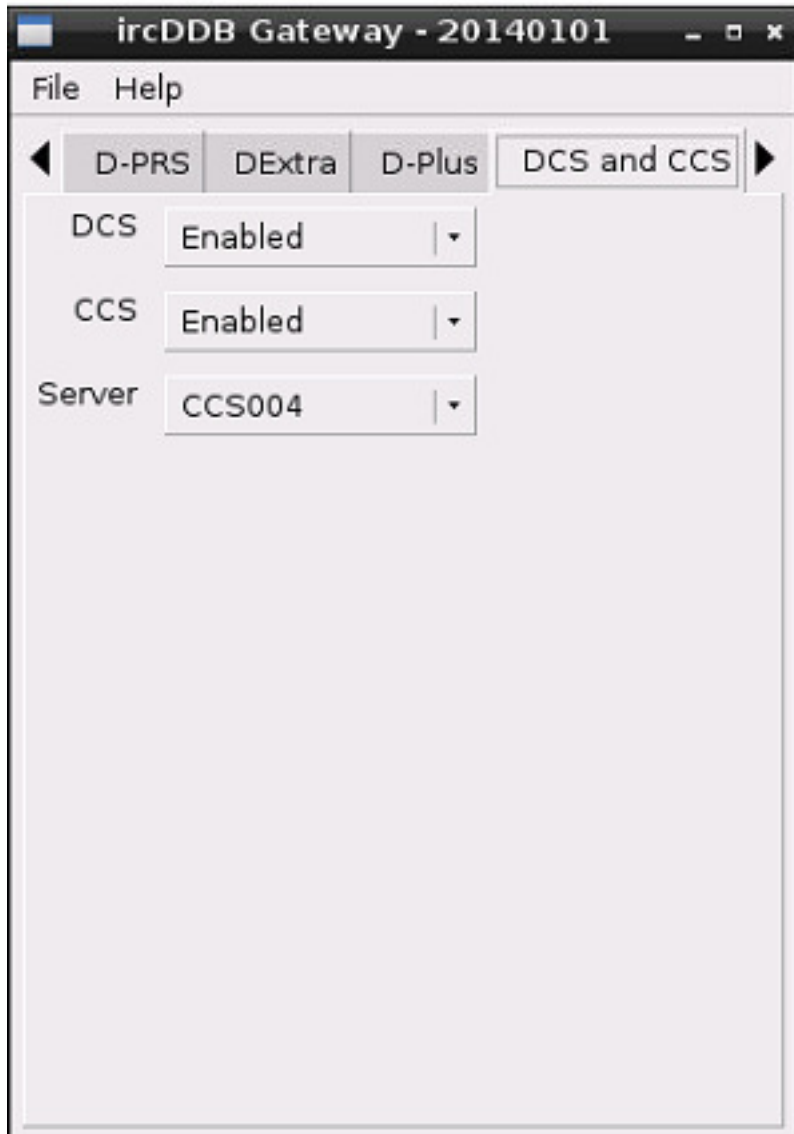 ircDDB Gateway - 20140101
File Help
D-PRS DExtra D-Plus DCS and CCS
DCS Enabled
CCS Enabled
Server CCS004